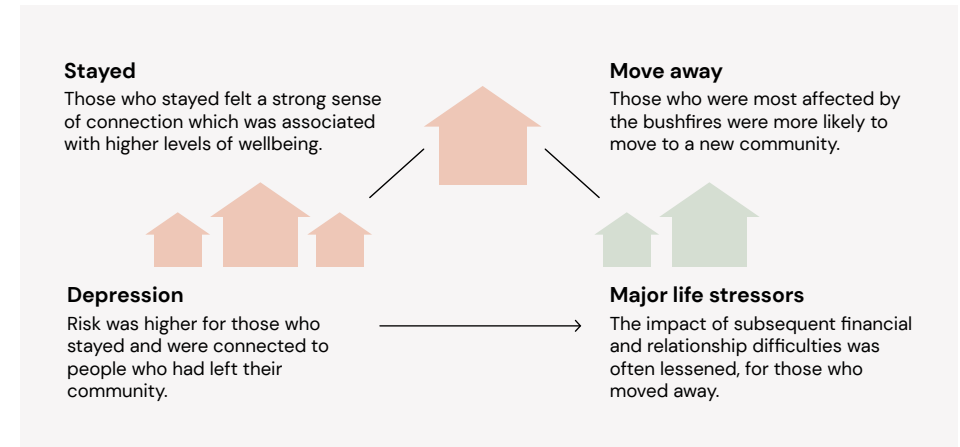 Stayed
Those who stayed felt a strong sense
of connection which was associated
with higher levels of wellbeing.
Move away
Those who were most affected by
the bushfires were more likely to
move to a new community.
Depression
Risk was higher for those who
stayed and were connected to
people who had left their
community.
Major life stressors
The impact of subsequent financial
and relationship difficulties was
often lessened, for those who
moved away.